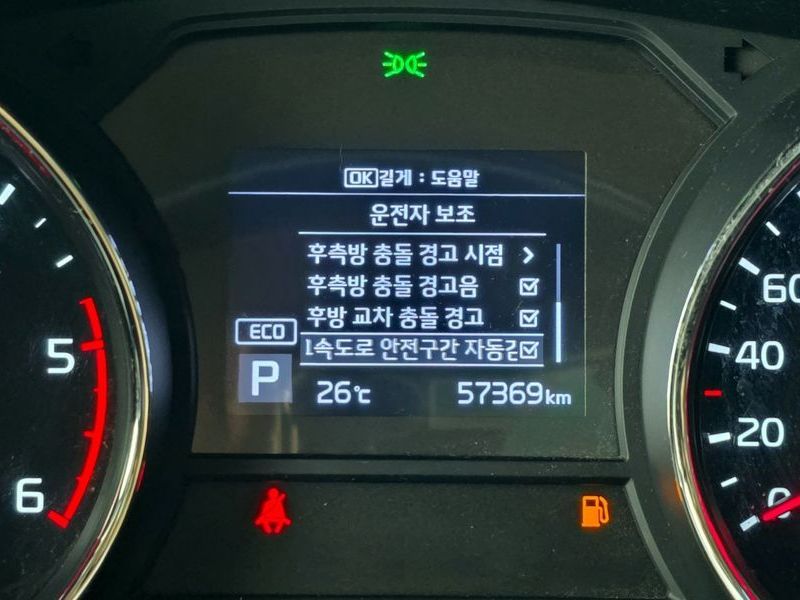 OK길게 : 도움말
운전자 보조
후측방 충돌 경고 시점
후측방 충돌 경고음
후방 교차 충돌 경고
속도로 안전구간 자동
ECO
P
26℃ 57369km
5
6
60
40
20
0